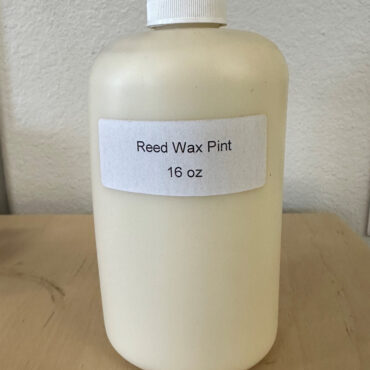 Reed Wax Pint
16 oz